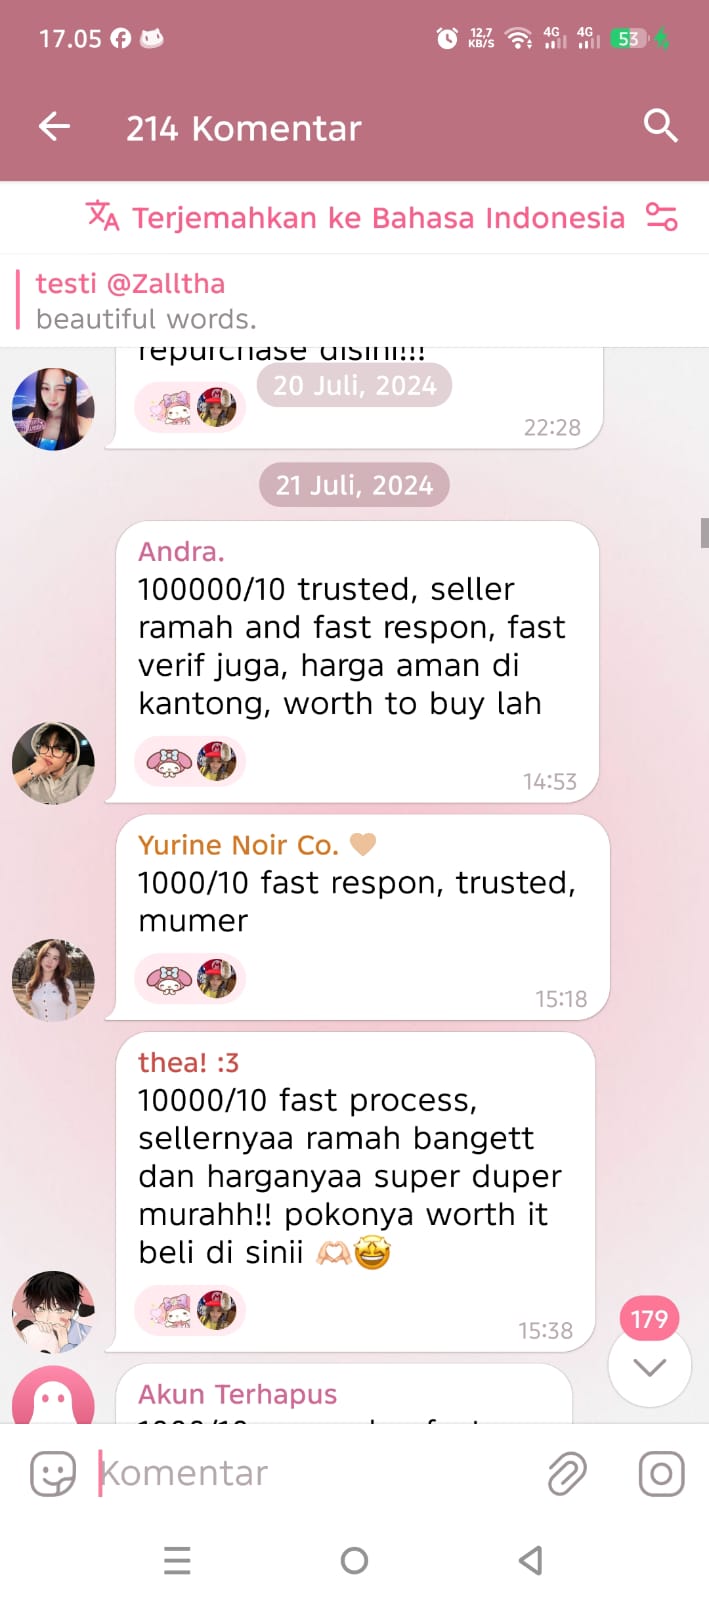 17.05
12,7
KB/S
4G
4G
53
214 Komentar
Terjemahkan ke Bahasa Indonesia
testi @Zalltha
beautiful words.
repurchase disini!!!
20 Juli, 2024
22:28
21 Juli, 2024
Andra.
100000/10 trusted, seller
ramah and fast respon, fast
verif juga, harga aman di
kantong, worth to buy lah
14:53
Yurine Noir Co. 🤎
1000/10 fast respon, trusted,
mumer
15:18
thea! :3
10000/10 fast process,
sellernyaa ramah bangett
dan harganyaa super duper
murahh!! pokonya worth it
beli di sinii 🫶🏻🤩
15:38
179
Akun Terhapus
Komentar